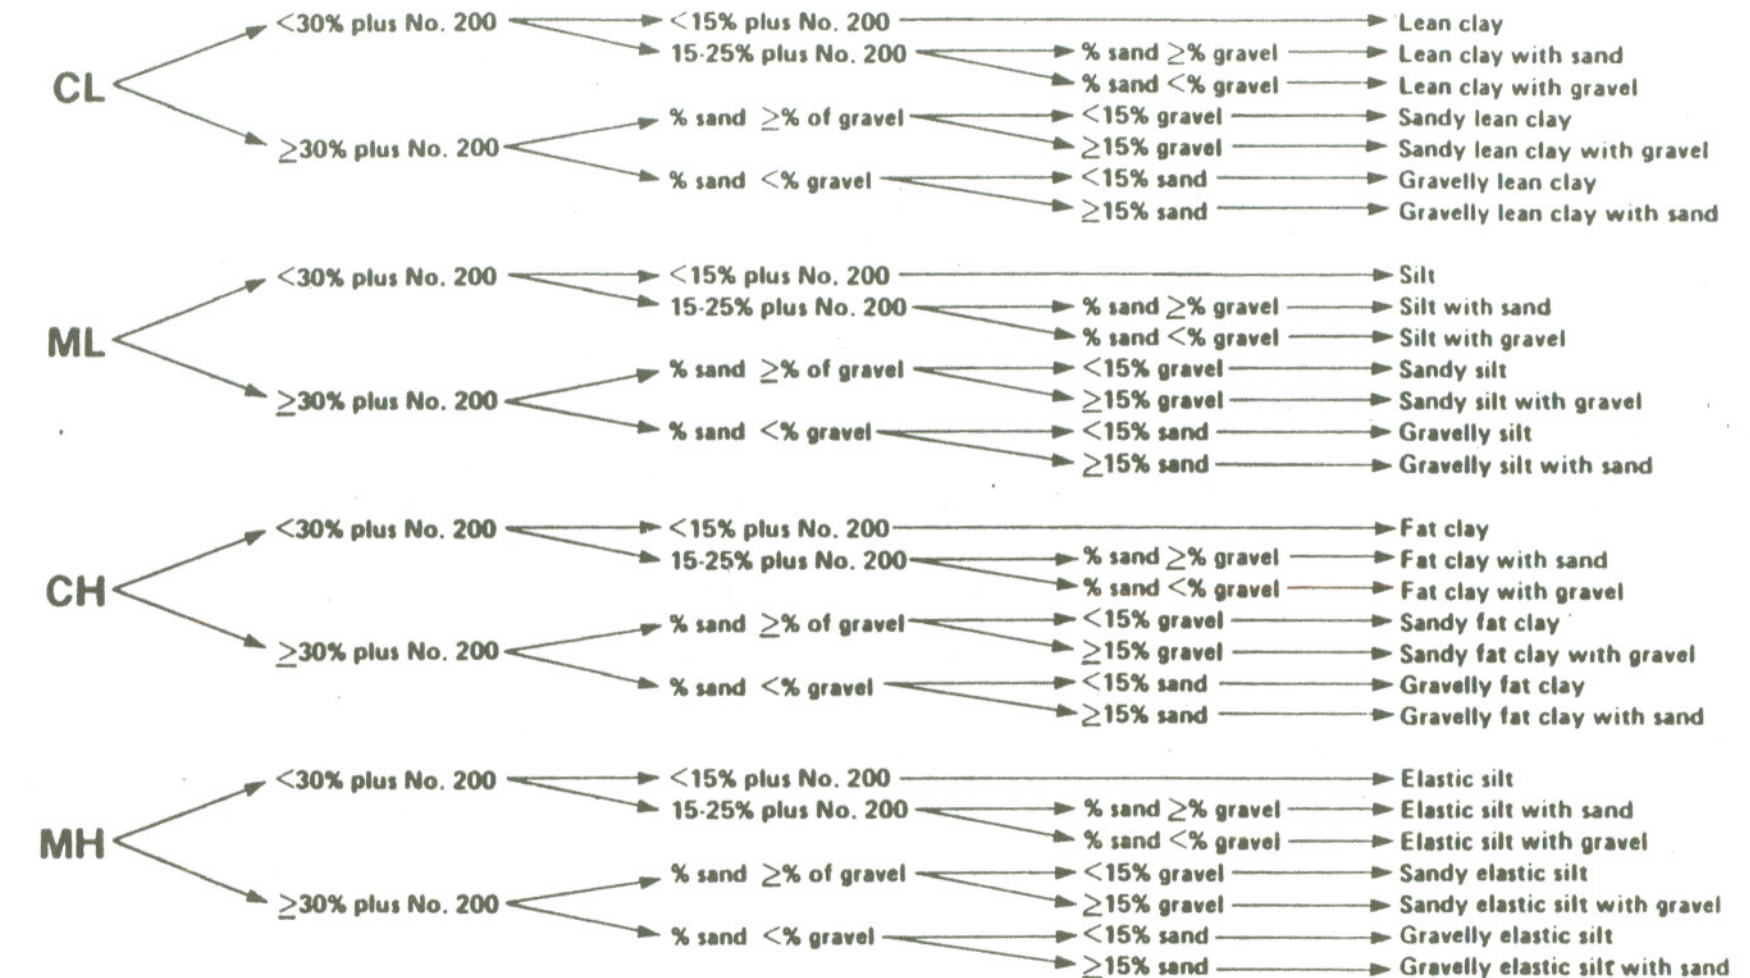 <30% plus No. 200 <15% plus No. 200 Lean clay
15-25% plus No. 200 % sand ≥% gravel Lean clay with sand
CL % sand <% gravel Lean clay with gravel
% sand ≥% of gravel <15% gravel Sandy lean clay
≥30% plus No. 200 ≥15% gravel Sandy lean clay with gravel
% sand <% gravel <15% sand Gravelly lean clay
≥15% sand Gravelly lean clay with sand
<30% plus No. 200 <15% plus No. 200 Silt
15-25% plus No. 200 % sand ≥% gravel Silt with sand
ML % sand <% gravel Silt with gravel
% sand ≥% of gravel <15% gravel Sandy silt
≥30% plus No. 200 ≥15% gravel Sandy silt with gravel
% sand <% gravel <15% sand Gravelly silt
≥15% sand Gravelly silt with sand
<30% plus No. 200 <15% plus No. 200 Fat clay
15-25% plus No. 200 % sand ≥% gravel Fat clay with sand
CH % sand <% gravel Fat clay with gravel
% sand ≥% of gravel <15% gravel Sandy fat clay
≥30% plus No. 200 ≥15% gravel Sandy fat clay with gravel
% sand <% gravel <15% sand Gravelly fat clay
≥15% sand Gravelly fat clay with sand
<30% plus No. 200 <15% plus No. 200 Elastic silt
15-25% plus No. 200 % sand ≥% gravel Elastic silt with sand
MH % sand <% gravel Elastic silt with gravel
% sand ≥% of gravel <15% gravel Sandy elastic silt
≥30% plus No. 200 ≥15% gravel Sandy elastic silt with gravel
% sand <% gravel <15% sand Gravelly elastic silt
≥15% sand Gravelly elastic silt with sand